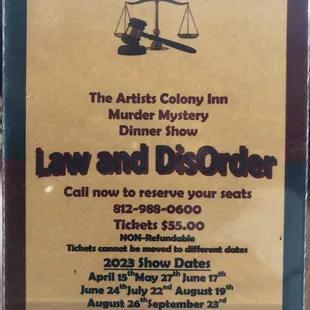 The Artists Colony Inn
Murder Mystery
Dinner Show
Law and DisOrder
Call now to reserve your seats
812-988-0600
Tickets $55.00
NON-Refundable
Tickets cannot be moved to different dates
2023 Show Dates
April 15th May 27th June 17th
June 24th July 22nd August 19th
August 26th September 23rd